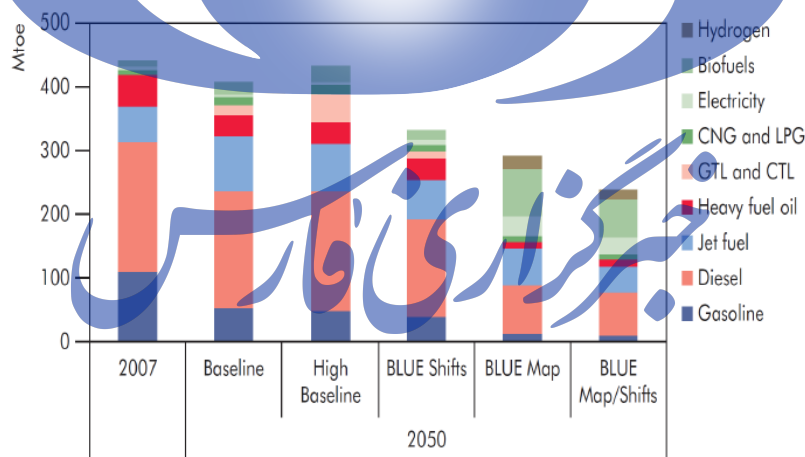 Mtoe
500
400
300
200
100
0
2007
Baseline
High
Baseline
BLUE Shifts
BLUE Map
BLUE
Map/Shifts
2050
Hydrogen
Biofuels
Electricity
CNG and LPG
GTL and CTL
Heavy fuel oil
Jet fuel
Diesel
Gasoline
خبرگزاری فارس